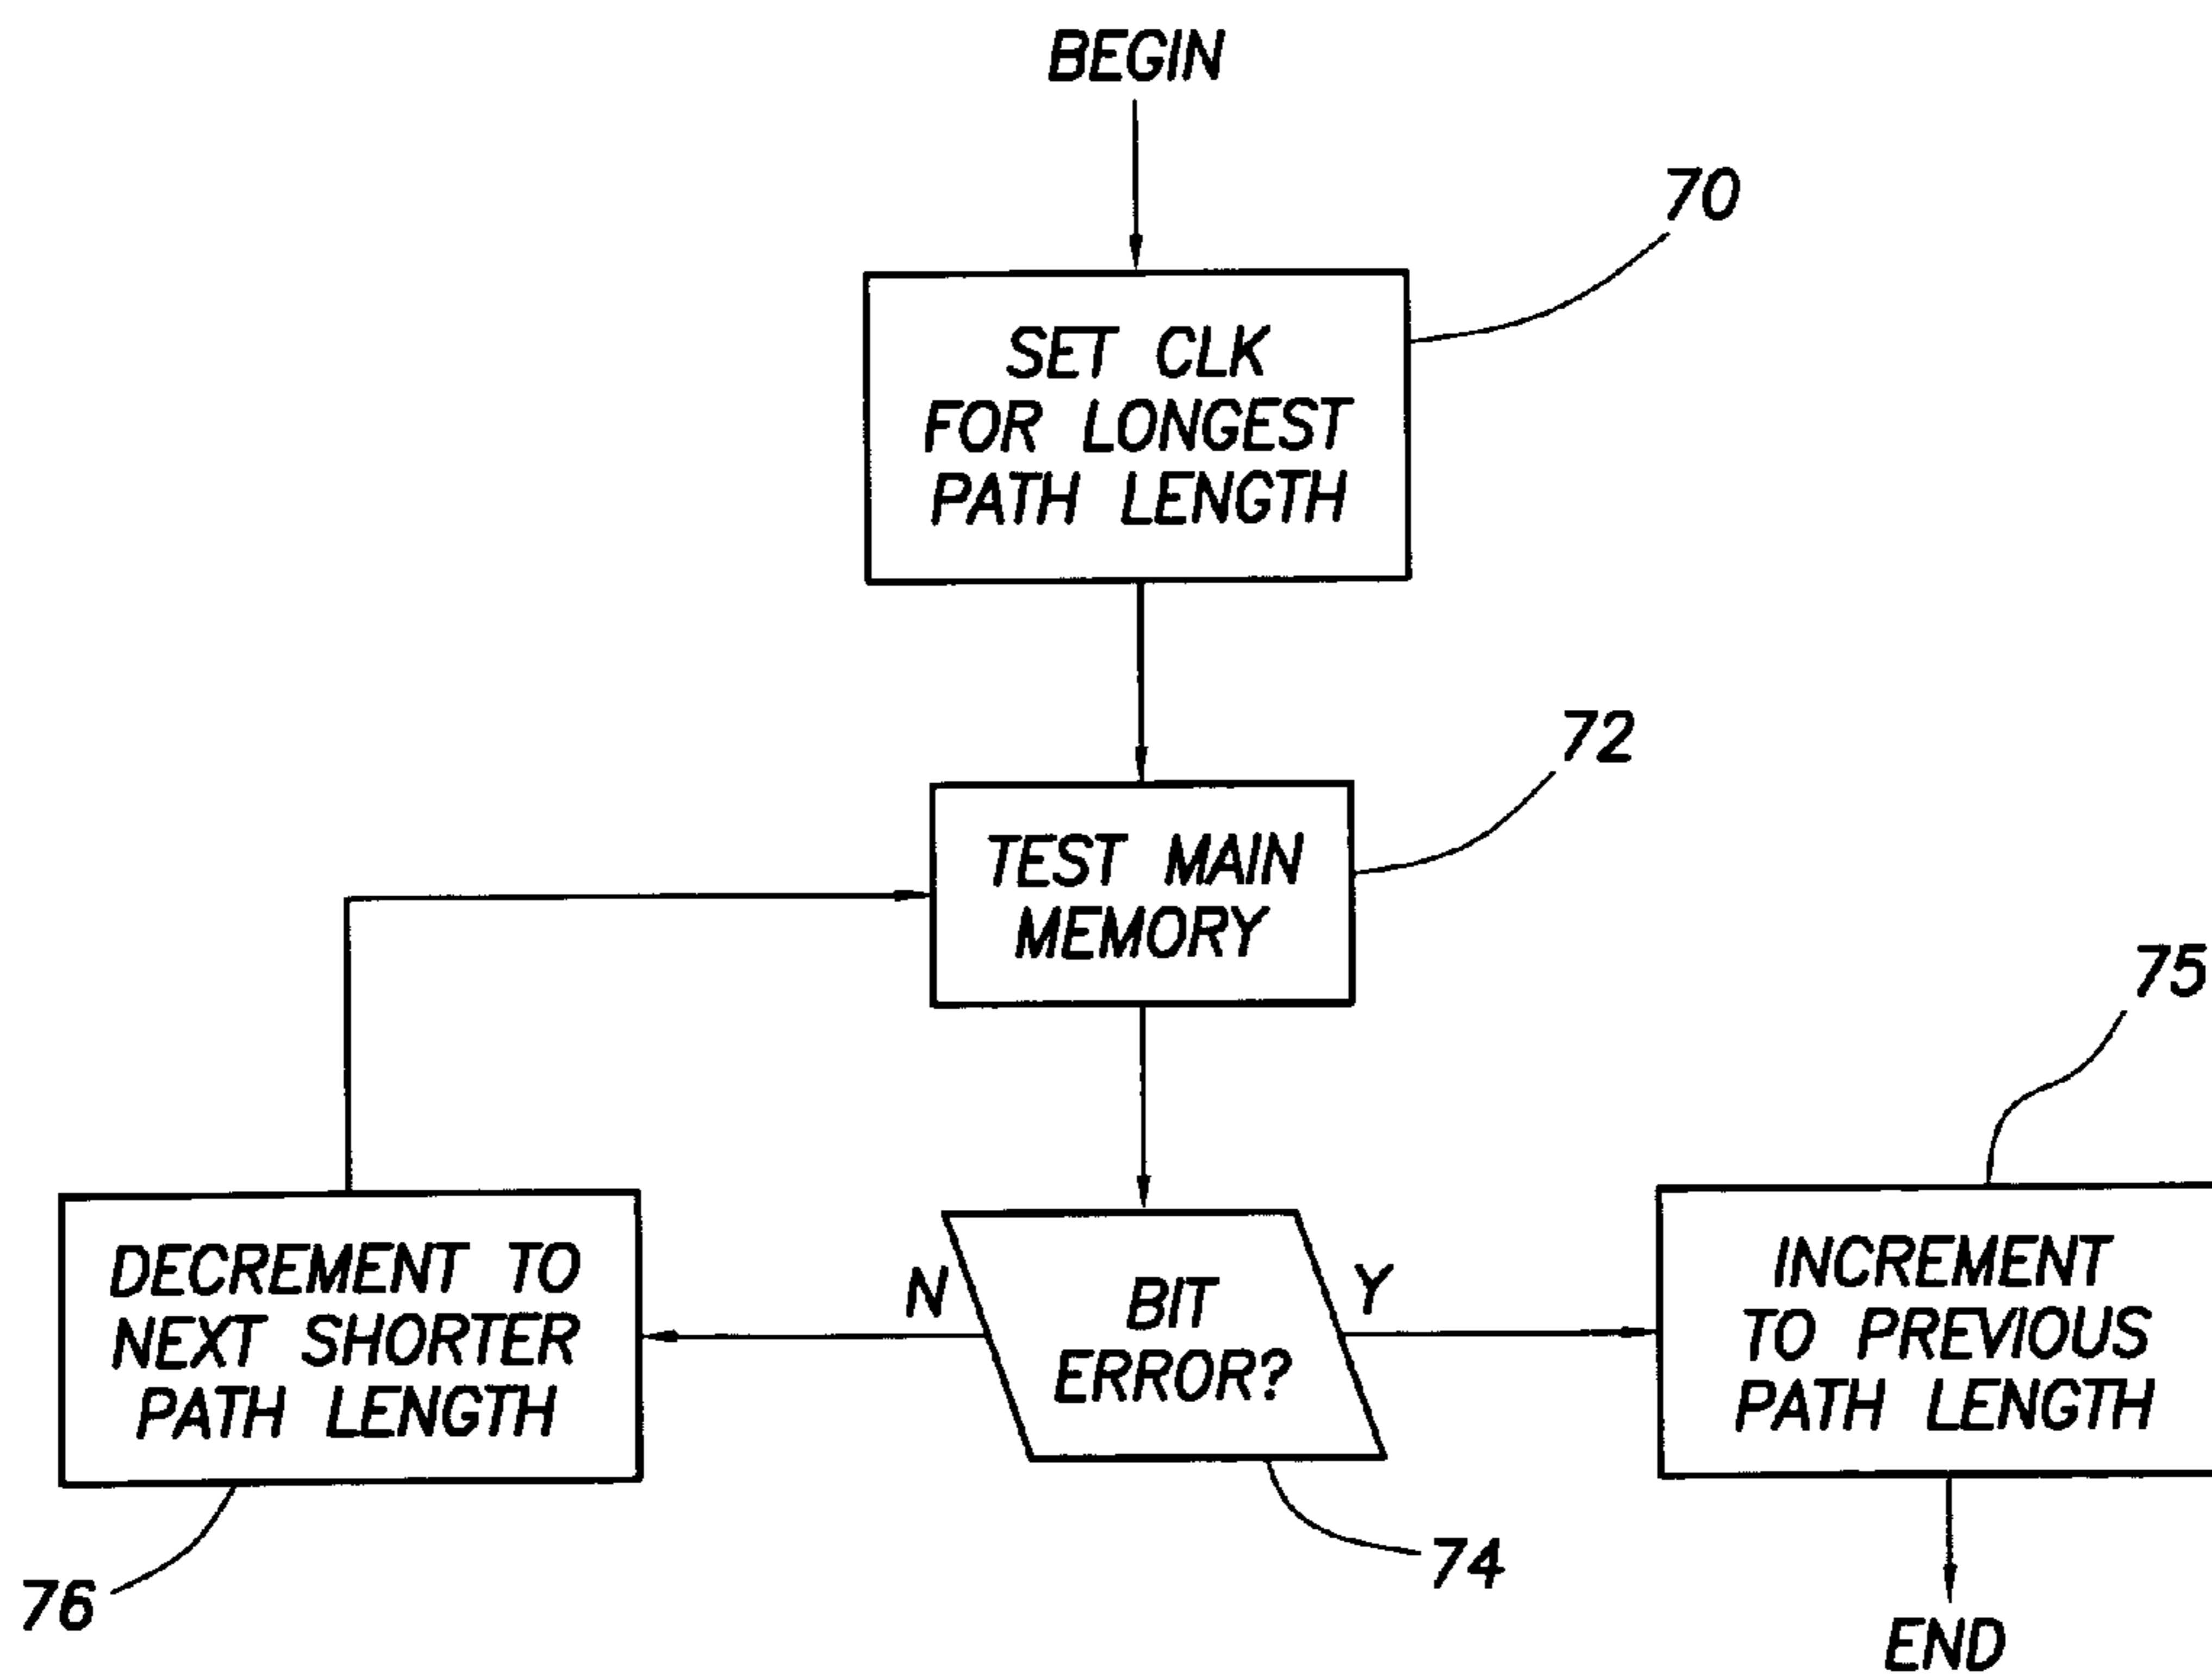 BEGIN
70
SET CLK
FOR LONGEST
PATH LENGTH
72
TEST MAIN
MEMORY
75
DECREMENT TO
NEXT SHORTER
PATH LENGTH
N
BIT
ERROR?
Y
INCREMENT
TO PREVIOUS
PATH LENGTH
76
74
END